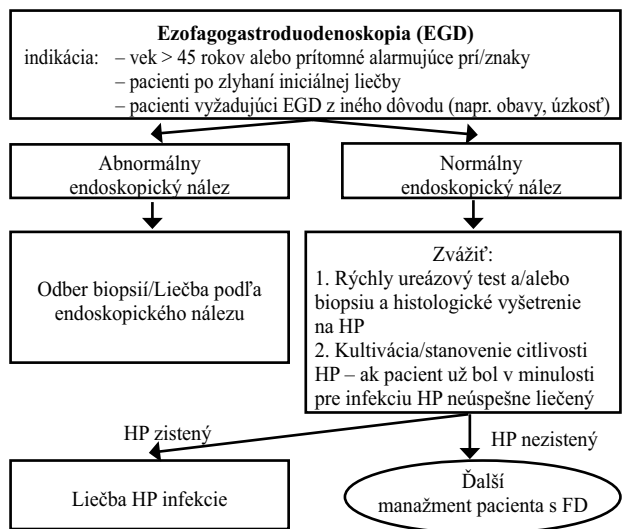 Ezofagogastroduodenoskopia (EGD)
indikácia: – vek > 45 rokov alebo prítomné alarmujúce prí/znaky
– pacienti po zlyhaní iniciálnej liečby
– pacienti vyžadujúci EGD z iného dôvodu (napr. obavy, úzkosť)
Abnormálny
endoskopický nález
Normálny
endoskopický nález
Odber biopsií/Liečba podľa
endoskopického nálezu
Zvážiť:
1. Rýchly ureázový test a/alebo
biopsiu a histologické vyšetrenie
na HP
2. Kultivácia/stanovenie citlivosti
HP – ak pacient už bol v minulosti
pre infekciu HP neúspešne liečený
HP zistený
HP nezistený
Liečba HP infekcie
Ďalší
manažment pacienta s FD